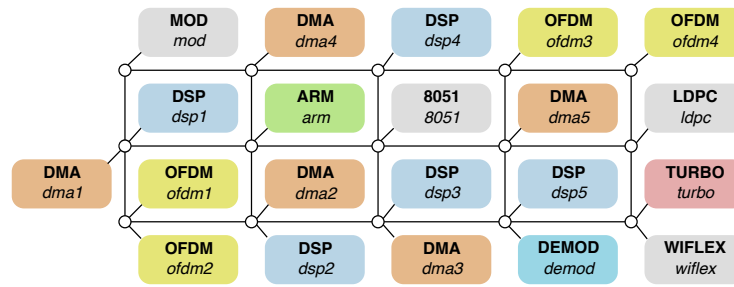 MOD
mod
DMA
dma4
DSP
dsp4
OFDM
ofdm3
OFDM
ofdm4
DSP
dsp1
ARM
arm
8051
8051
DMA
dma5
LDPC
ldpc
DMA
dma1
OFDM
ofdm1
DMA
dma2
DSP
dsp3
DSP
dsp5
TURBO
turbo
OFDM
ofdm2
DSP
dsp2
DMA
dma3
DEMOD
demod
WIFLEX
wiflex